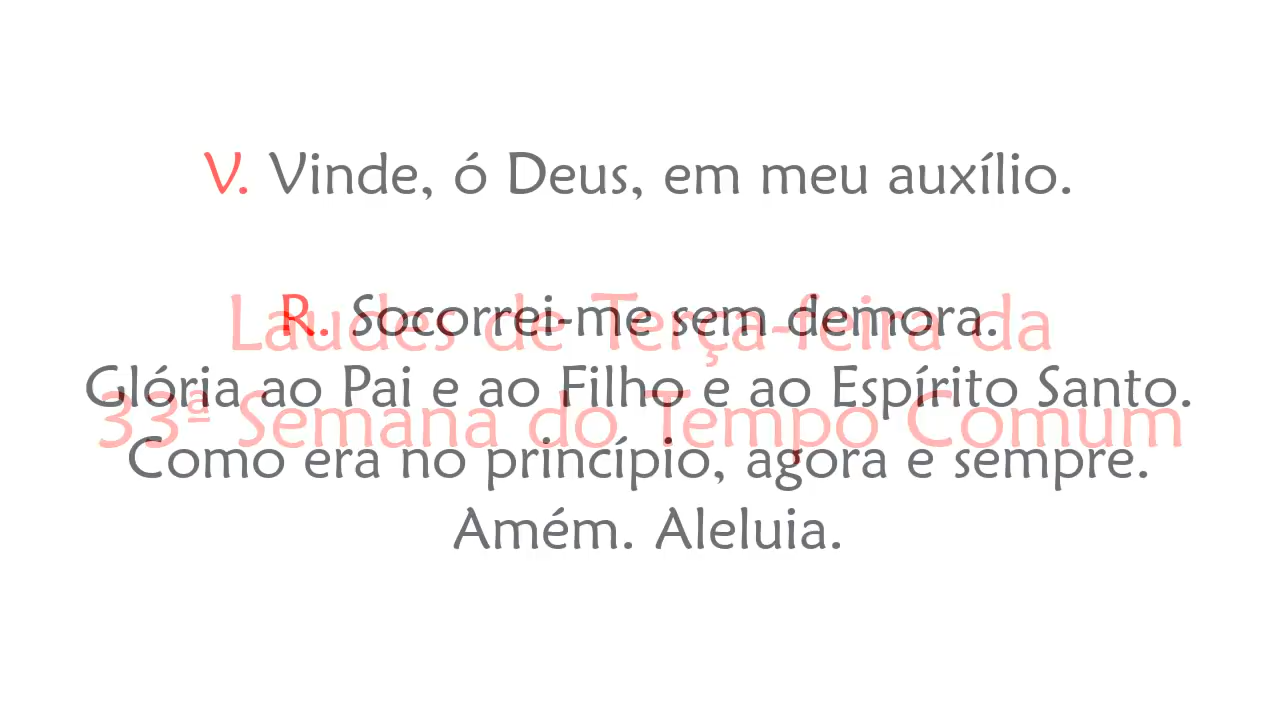 V. Vinde, ó Deus, em meu auxílio.
R. Socorrei-me sem demora.
Laudes de Terça-feira da
Glória ao Pai e ao Filho e ao Espírito Santo.
33ª Semana do Tempo Comum
Como era no princípio, agora e sempre.
Amém. Aleluia.